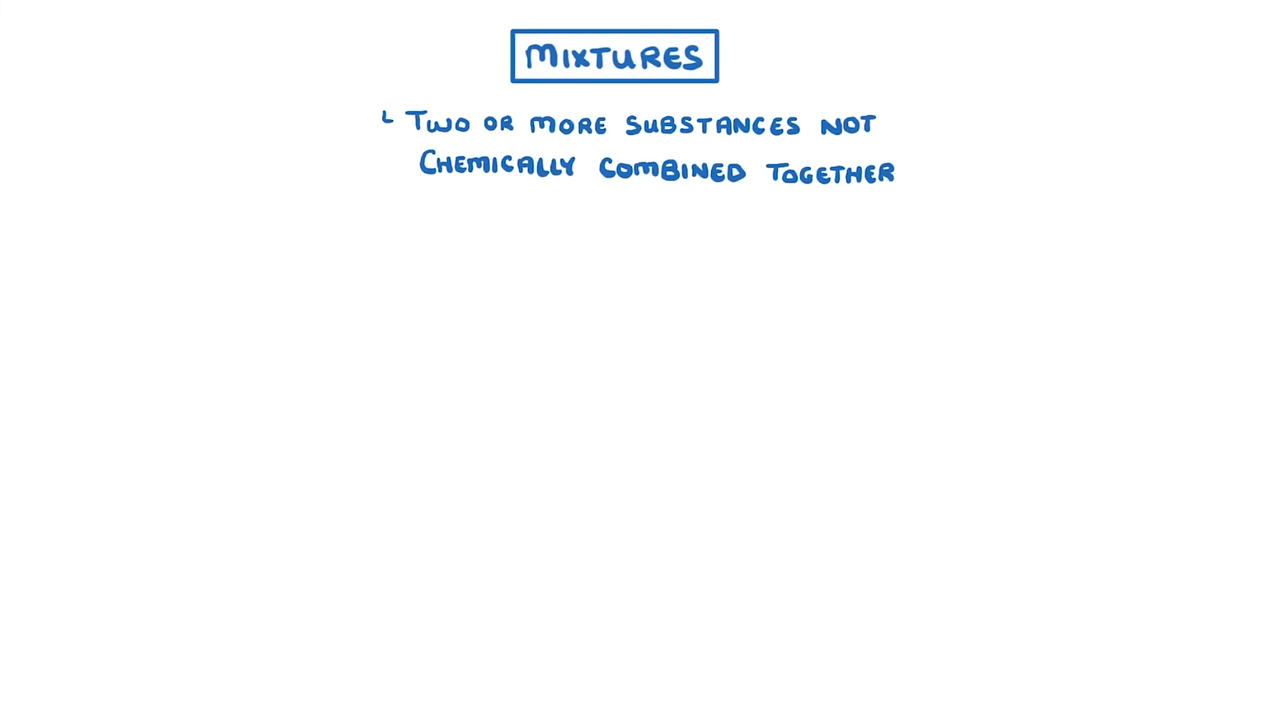 MIXTURES
TWO OR MORE SUBSTANCES NOT
CHEMICALLY COMBINED TOGETHER